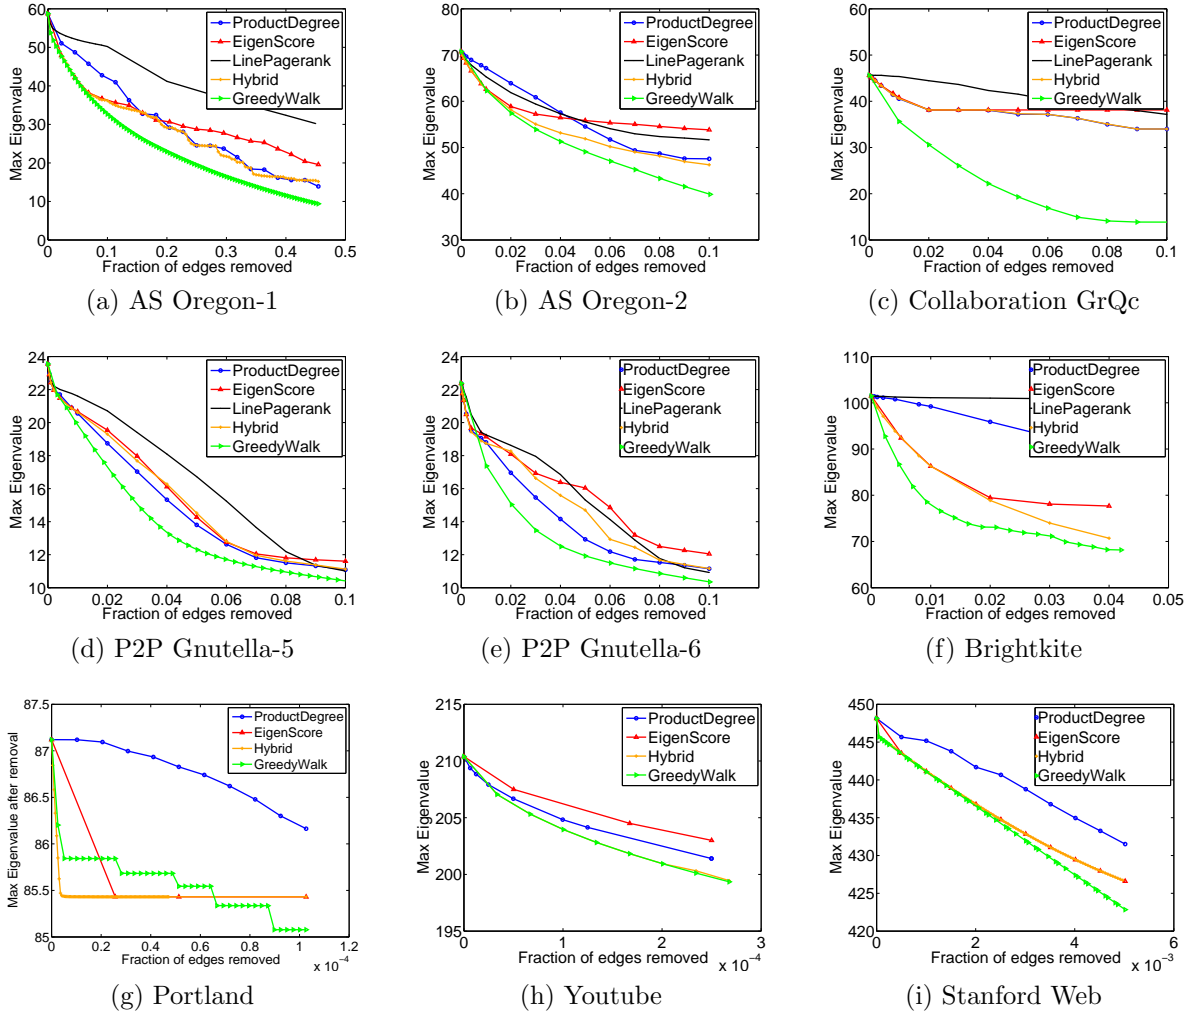 60
50
40
30
20
10
0
Max Eigenvalue
0 0.1 0.2 0.3 0.4 0.5
Fraction of edges removed
ProductDegree
EigenScore
LinePagerank
Hybrid
GreedyWalk
(a) AS Oregon-1
80
70
60
50
40
30
Max Eigenvalue
0 0.02 0.04 0.06 0.08 0.1
Fraction of edges removed
ProductDegree
EigenScore
LinePagerank
Hybrid
GreedyWalk
(b) AS Oregon-2
60
50
40
30
20
10
Max Eigenvalue
0 0.02 0.04 0.06 0.08 0.1
Fraction of edges removed
ProductDegree
EigenScore
LinePagerank
Hybrid
GreedyWalk
(c) Collaboration GrQc
24
22
20
18
16
14
12
10
Max Eigenvalue
0 0.02 0.04 0.06 0.08 0.1
Fraction of edges removed
ProductDegree
EigenScore
LinePagerank
Hybrid
GreedyWalk
(d) P2P Gnutella-5
24
22
20
18
16
14
12
10
Max Eigenvalue
0 0.02 0.04 0.06 0.08 0.1
Fraction of edges removed
ProductDegree
EigenScore
LinePagerank
Hybrid
GreedyWalk
(e) P2P Gnutella-6
110
100
90
80
70
60
Max Eigenvalue
0 0.01 0.02 0.03 0.04 0.05
Fraction of edges removed
ProductDegree
EigenScore
LinePagerank
Hybrid
GreedyWalk
(f) Brightkite
87.5
87
86.5
86
85.5
85
Max Eigenvalue after removal
0 0.2 0.4 0.6 0.8 1 1.2
x 10⁻⁴
Fraction of edges removed
ProductDegree
EigenScore
Hybrid
GreedyWalk
(g) Portland
215
210
205
200
195
Max Eigenvalue
0 1 2 3
x 10⁻⁴
Fraction of edges removed
ProductDegree
EigenScore
Hybrid
GreedyWalk
(h) Youtube
450
445
440
435
430
425
420
Max Eigenvalue
0 2 4 6
x 10⁻³
Fraction of edges removed
ProductDegree
EigenScore
Hybrid
GreedyWalk
(i) Stanford Web